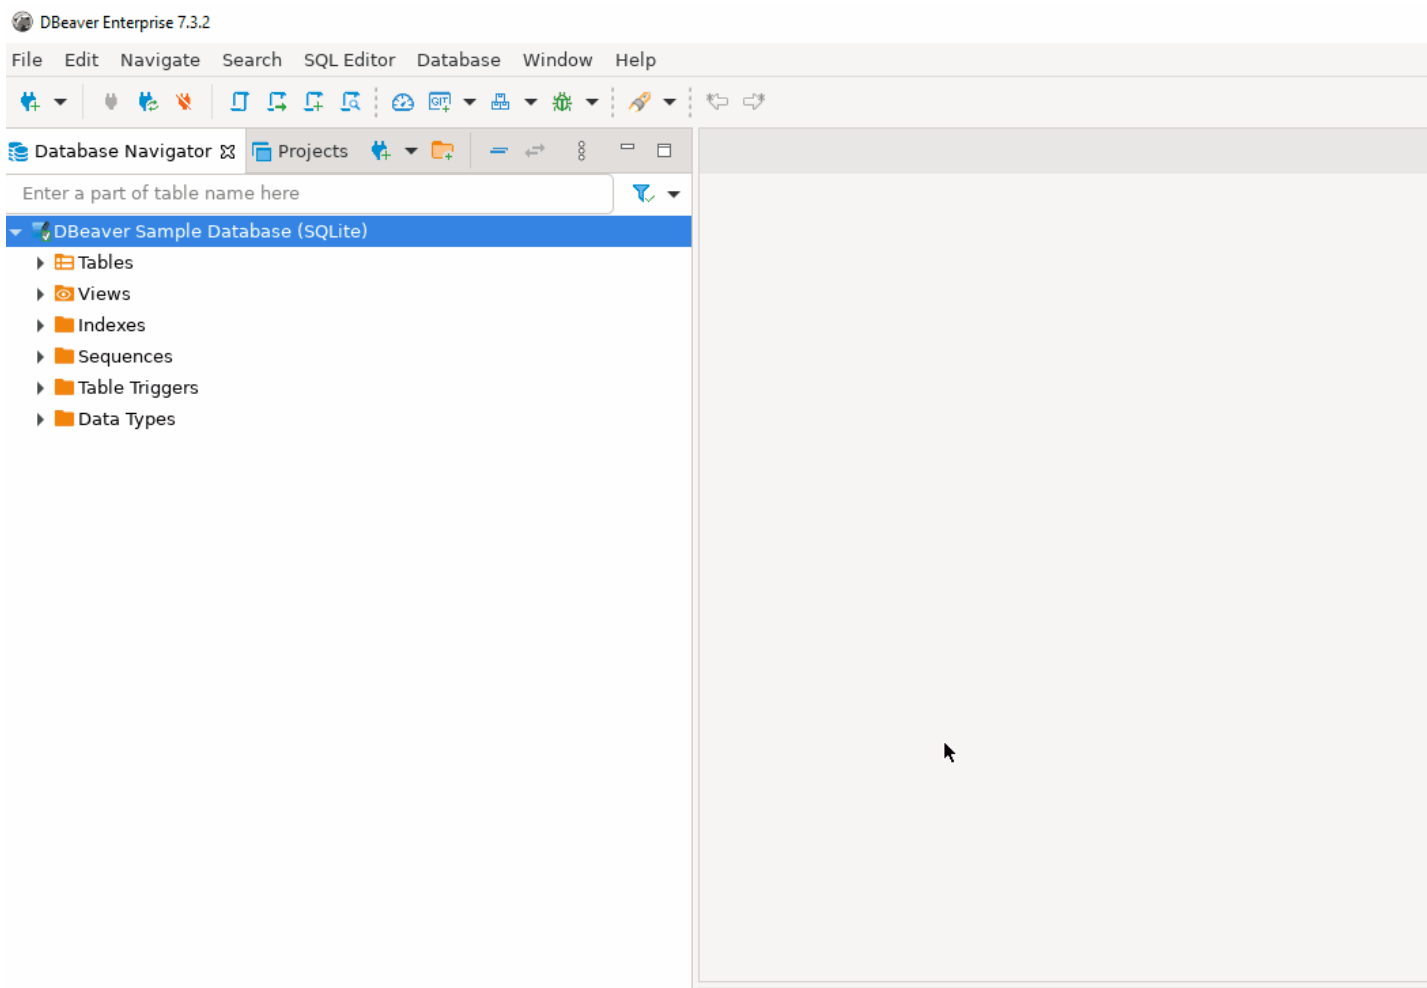 DBeaver Enterprise 7.3.2
File Edit Navigate Search SQL Editor Database Window Help
GIT
Database Navigator Projects
Enter a part of table name here
DBeaver Sample Database (SQLite)
Tables
Views
Indexes
Sequences
Table Triggers
Data Types